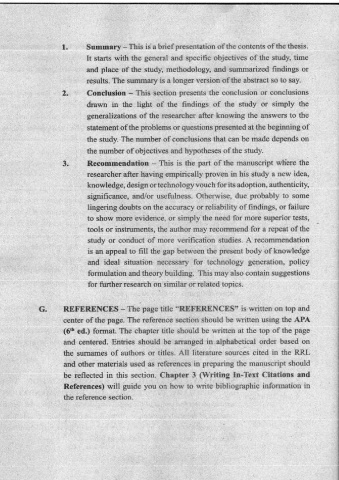 1. Summary – This is a brief presentation of the contents of the thesis.
It starts with the general and specific objectives of the study, time
and place of the study, methodology, and summarized findings or
results. The summary is a longer version of the abstract so to say.
2. Conclusion – This section presents the conclusion or conclusions
drawn in the light of the findings of the study or simply the
generalizations of the researcher after knowing the answers to the
statement of the problems or questions presented at the beginning of
the study. The number of conclusions that can be made depends on
the number of objectives and hypotheses of the study.
3. Recommendation – This is the part of the manuscript where the
researcher after having empirically proven in his study a new idea,
knowledge, design or technology vouch for its adoption, authenticity,
significance, and/or usefulness. Otherwise, due probably to some
lingering doubts on the accuracy or reliability of findings, or failure
to show more evidence, or simply the need for more superior tests,
tools or instruments, the author may recommend for a repeat of the
study or conduct of more verification studies. A recommendation
is an appeal to fill the gap between the present body of knowledge
and ideal situation necessary for technology generation, policy
formulation and theory building. This may also contain suggestions
for further research on similar or related topics.
G. REFERENCES – The page title “REFERENCES” is written on top and
center of the page. The reference section should be written using the APA
(6th ed.) format. The chapter title should be written at the top of the page
and centered. Entries should be arranged in alphabetical order based on
the surnames of authors or titles. All literature sources cited in the RRL
and other materials used as references in preparing the manuscript should
be reflected in this section. Chapter 3 (Writing In-Text Citations and
References) will guide you on how to write bibliographic information in
the reference section.